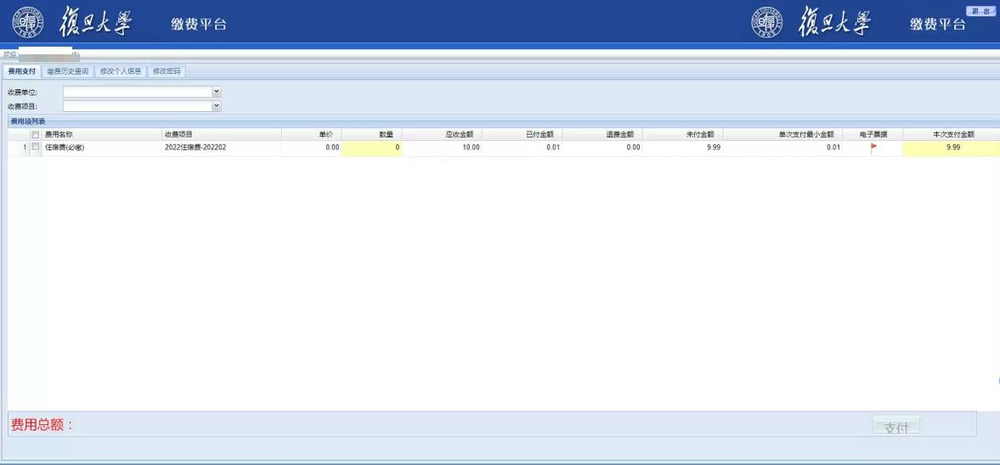 復旦大学 缴费平台 復旦大学 缴费平台 退 出
欢迎
费用支付 缴费历史查询 修改个人信息 修改密码
收费单位:
收费项目:
费用项列表
费用名称 收费项目 单价 数量 应收金额 已付金额 退费金额 未付金额 单次支付最小金额 电子票据 本次支付金额
1 住宿费(必缴) 2022住宿费-202202 0.00 0 10.00 0.01 0.00 9.99 0.01 9.99
费用总额：
支付